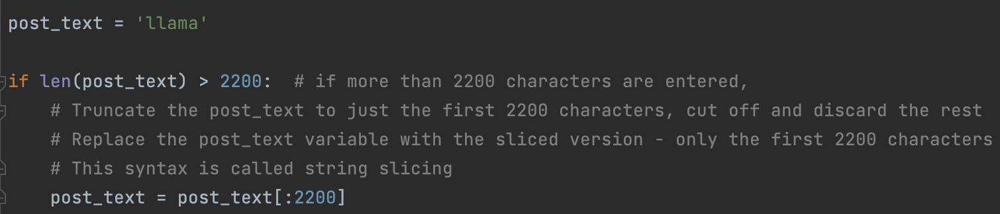 post_text = 'llama'
if len(post_text) > 2200:  # if more than 2200 characters are entered,
    # Truncate the post_text to just the first 2200 characters, cut off and discard the rest
    # Replace the post_text variable with the sliced version - only the first 2200 characters
    # This syntax is called string slicing
    post_text = post_text[:2200]